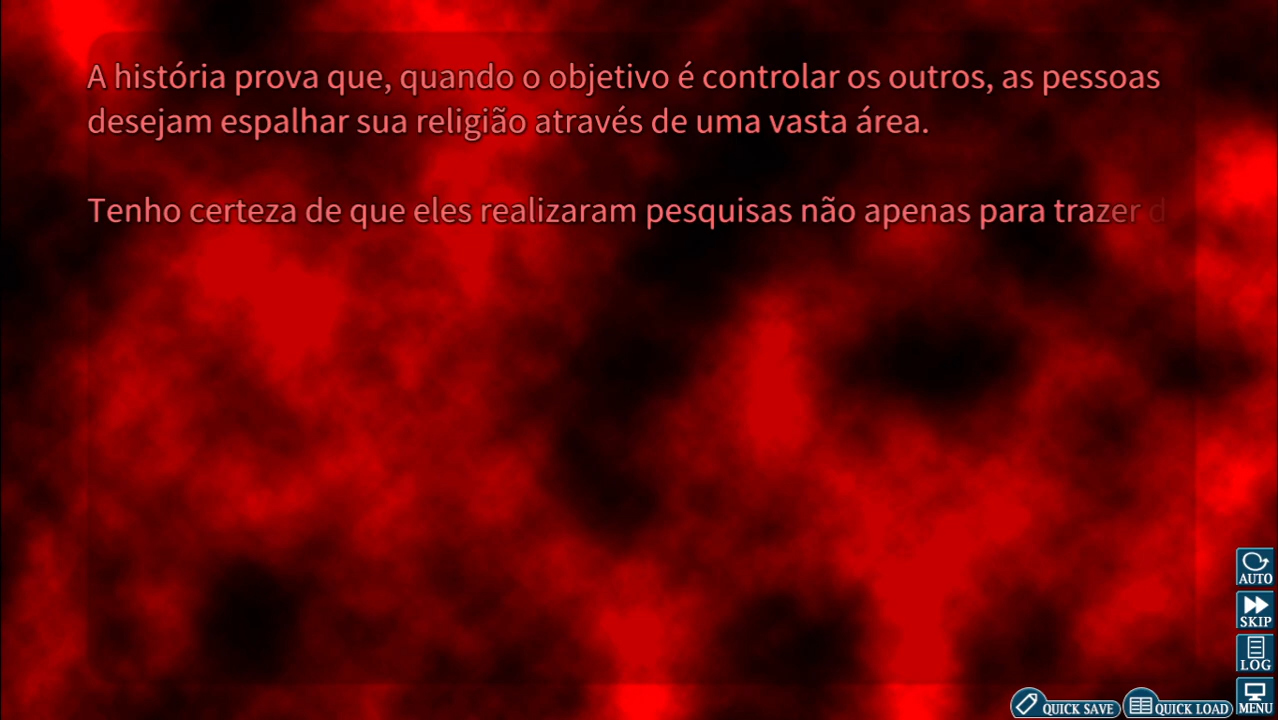 A história prova que, quando o objetivo é controlar os outros, as pessoas
desejam espalhar sua religião através de uma vasta área.
Tenho certeza de que eles realizaram pesquisas não apenas para trazer
AUTO
SKIP
LOG
QUICK SAVE
QUICK LOAD
MENU